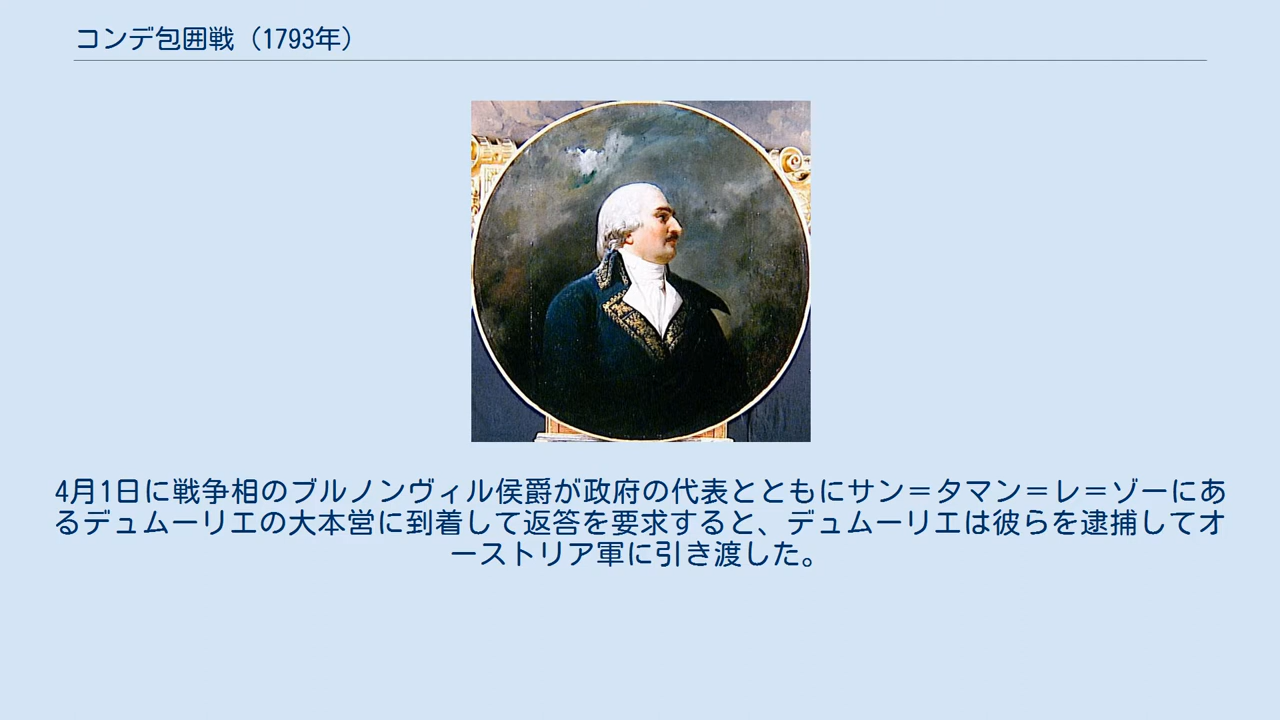 コンデ包囲戦（1793年）
4月1日に戦争相のブルノンヴィル侯爵が政府の代表とともにサン＝タマン＝レ＝ゾーにあ
るデュムーリエの大本営に到着して返答を要求すると、デュムーリエは彼らを逮捕してオ
ーストリア軍に引き渡した。